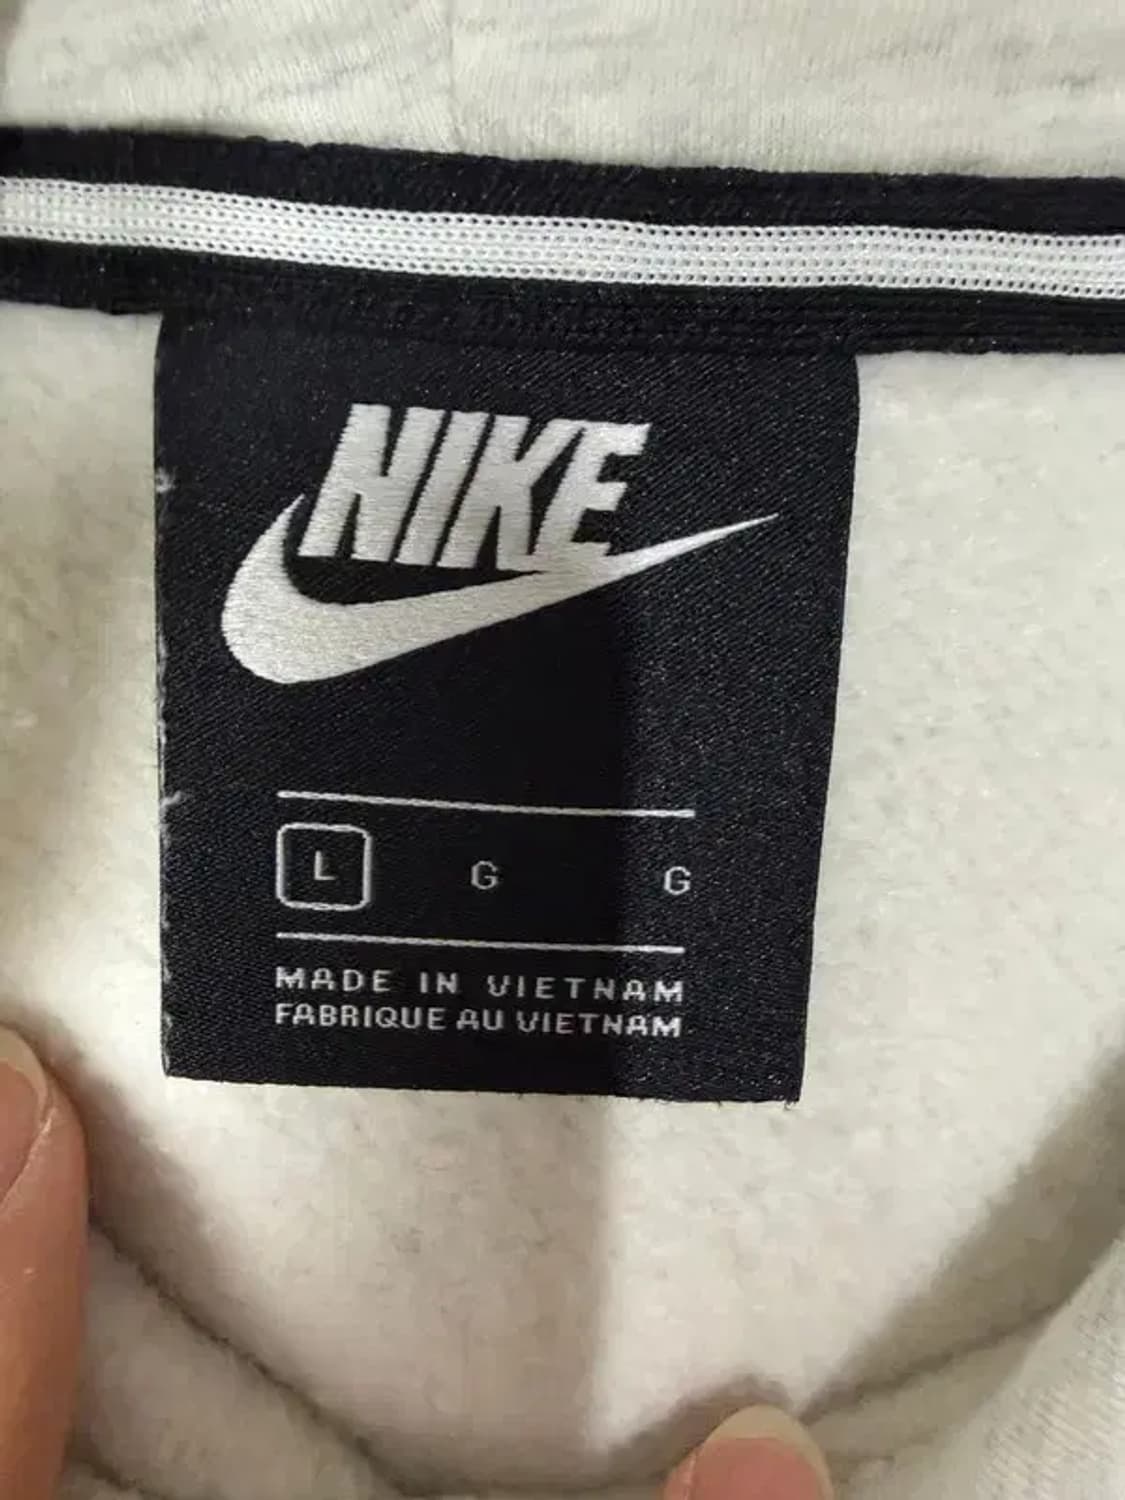 NIKE
L G G
MADE IN VIETNAM
FABRIQUE AU VIETNAM